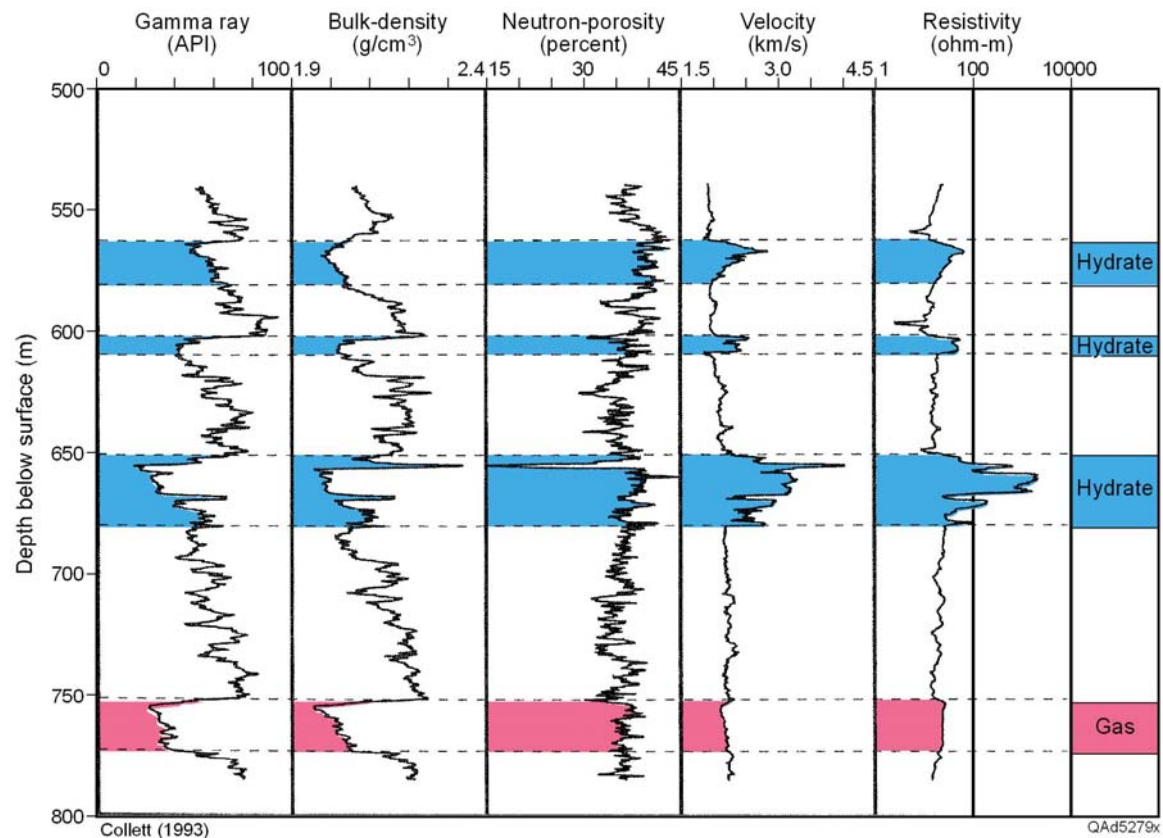 Gamma ray Bulk-density Neutron-porosity Velocity Resistivity
(API) (g/cm³) (percent) (km/s) (ohm-m)
0 100 1.9 2.4 15 30 45 1.5 3.0 4.5 1 100 10000
500
550
Hydrate
600
Hydrate
650
Hydrate
Depth below surface (m)
700
750
Gas
800
Collett (1993) QAd5279x